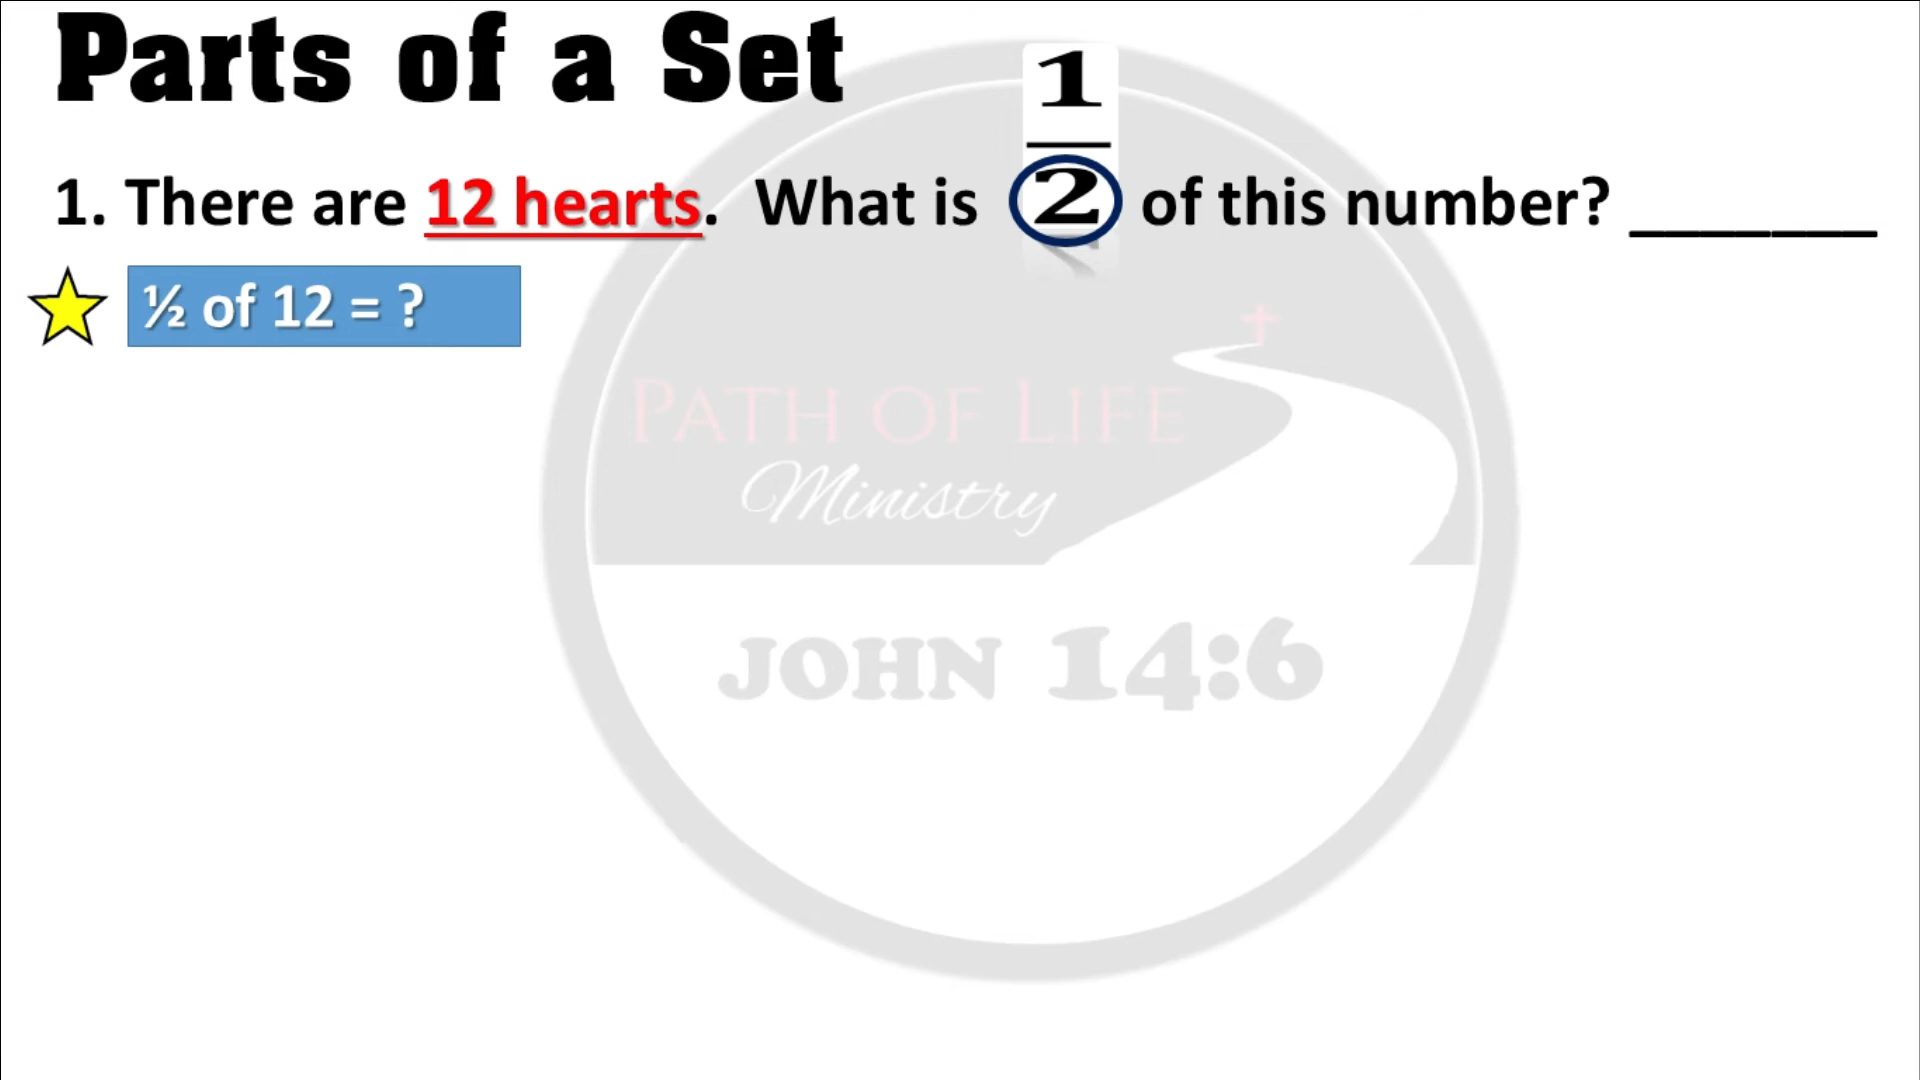 Parts of a Set
1. There are 12 hearts. What is 1/2 of this number? _______
½ of 12 = ?
PATH OF LIFE
Ministry
JOHN 14:6